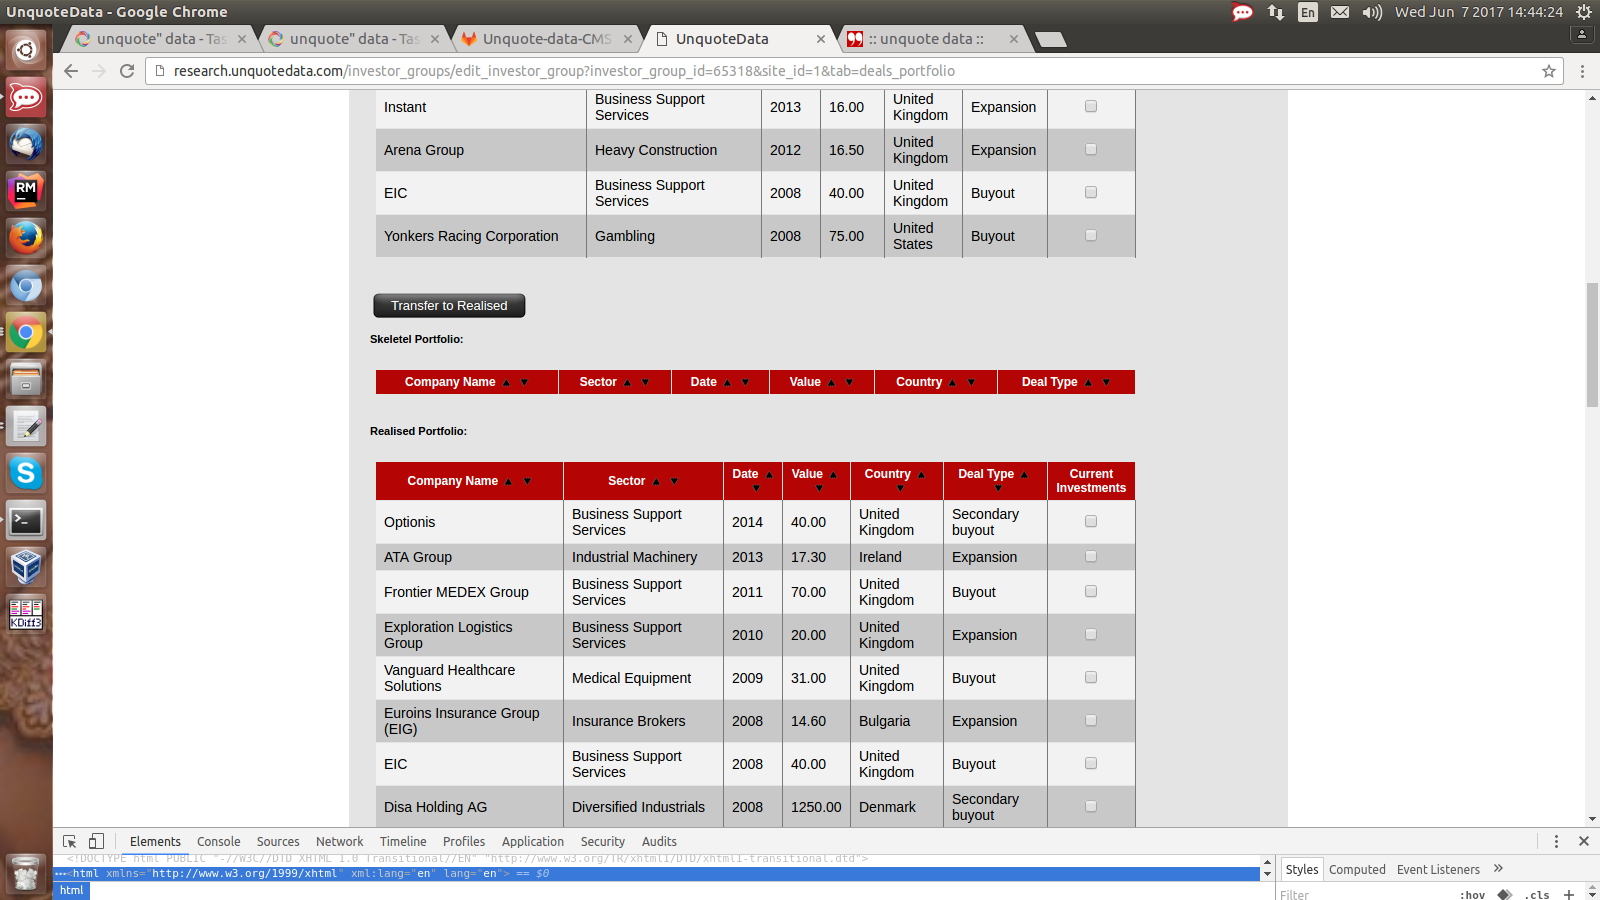 UnquoteData - Google Chrome
En
Wed Jun 7 2017 14:44:24
unquote" data - Tas
unquote" data - Tas
Unquote-data-CMS
UnquoteData
:: unquote data ::
research.unquotedata.com/investor_groups/edit_investor_group?investor_group_id=65318&site_id=1&tab=deals_portfolio
Instant Business Support Services 2013 16.00 United Kingdom Expansion
Arena Group Heavy Construction 2012 16.50 United Kingdom Expansion
EIC Business Support Services 2008 40.00 United Kingdom Buyout
Yonkers Racing Corporation Gambling 2008 75.00 United States Buyout
Transfer to Realised
Skeletel Portfolio:
Company Name ▲ ▼ Sector ▲ ▼ Date ▲ ▼ Value ▲ ▼ Country ▲ ▼ Deal Type ▲ ▼
Realised Portfolio:
Company Name ▲ ▼ Sector ▲ ▼ Date ▲ ▼ Value ▲ ▼ Country ▲ ▼ Deal Type ▲ ▼ Current Investments
Optionis Business Support Services 2014 40.00 United Kingdom Secondary buyout
ATA Group Industrial Machinery 2013 17.30 Ireland Expansion
Frontier MEDEX Group Business Support Services 2011 70.00 United Kingdom Buyout
Exploration Logistics Group Business Support Services 2010 20.00 United Kingdom Expansion
Vanguard Healthcare Solutions Medical Equipment 2009 31.00 United Kingdom Buyout
Euroins Insurance Group (EIG) Insurance Brokers 2008 14.60 Bulgaria Expansion
EIC Business Support Services 2008 40.00 United Kingdom Buyout
Disa Holding AG Diversified Industrials 2008 1250.00 Denmark Secondary buyout
RM
S
KDiff3
Elements Console Sources Network Timeline Profiles Application Security Audits
<!DOCTYPE html PUBLIC "-//W3C//DTD XHTML 1.0 Transitional//EN" "http://www.w3.org/TR/xhtml1/DTD/xhtml1-transitional.dtd">
•••<html xmlns="http://www.w3.org/1999/xhtml" xml:lang="en" lang="en"> == $0
html
Styles Computed Event Listeners »
Filter :hov .cls +